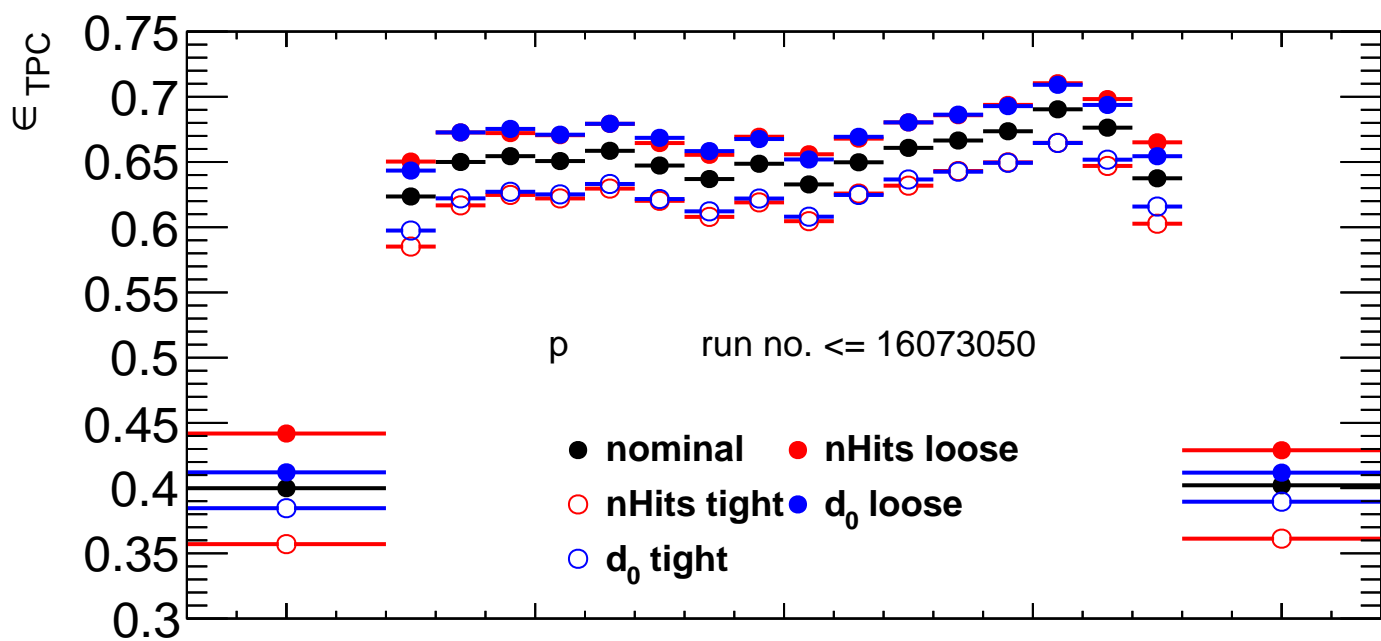 ∈TPC
0.75
0.7
0.65
0.6
0.55
0.5
0.45
0.4
0.35
0.3
p run no. <= 16073050
nominal nHits loose
nHits tight d0 loose
d0 tight